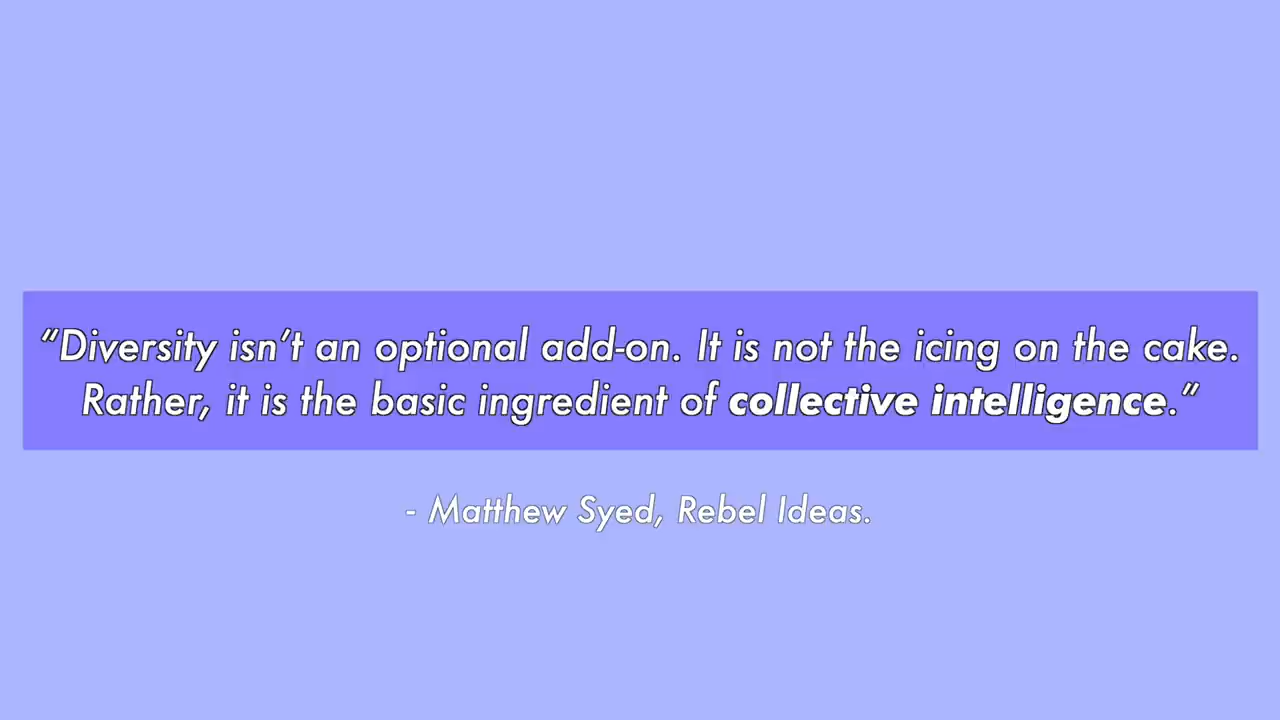 “Diversity isn’t an optional add-on. It is not the icing on the cake.
Rather, it is the basic ingredient of collective intelligence.”
- Matthew Syed, Rebel Ideas.